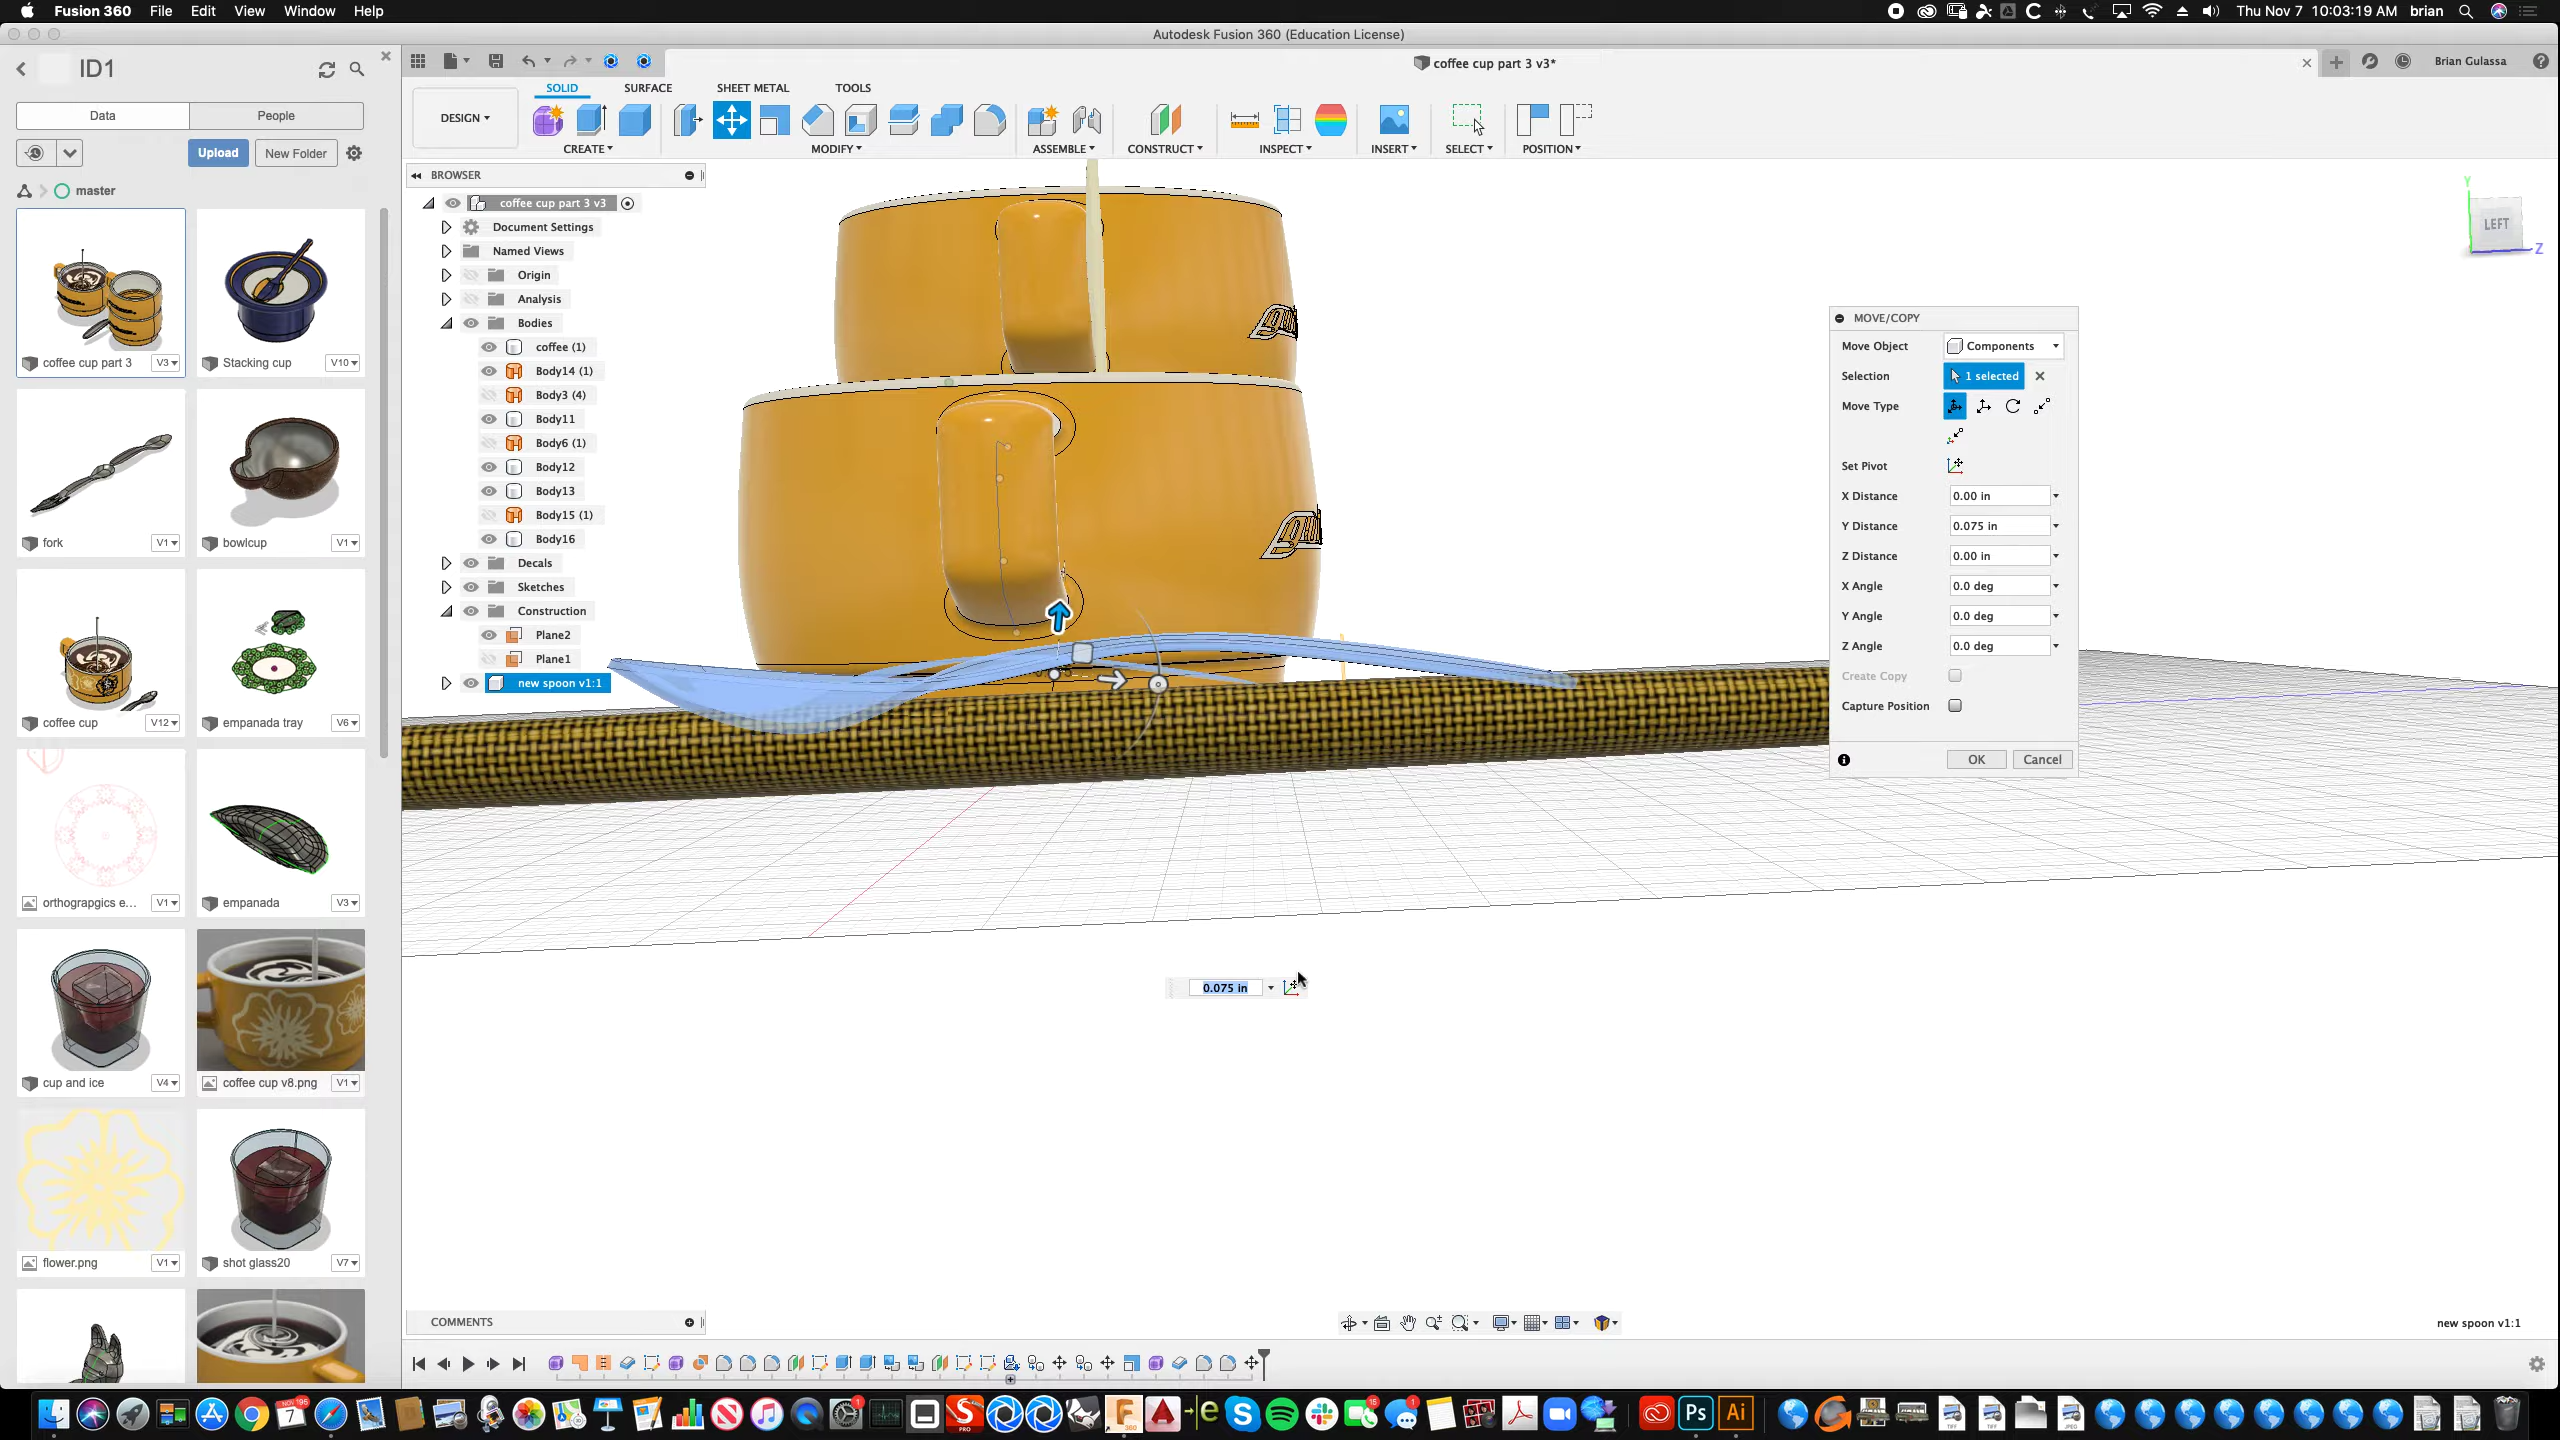 Fusion 360 File Edit View Window Help
Thu Nov 7 10:03:19 AM brian
Autodesk Fusion 360 (Education License)
ID1
coffee cup part 3 v3*
Brian Gulassa
Data People
SOLID SURFACE SHEET METAL TOOLS
DESIGN ▾
Upload New Folder
CREATE ▾ MODIFY ▾ ASSEMBLE ▾ CONSTRUCT ▾ INSPECT ▾ INSERT ▾ SELECT ▾ POSITION ▾
master
coffee cup part 3 V3
Stacking cup V10
fork V1
bowlcup V1
coffee cup V12
empanada tray V6
orthograpgics e... V1
empanada V3
cup and ice V4
coffee cup v8.png V1
flower.png V1
shot glass20 V7
BROWSER
coffee cup part 3 v3
Document Settings
Named Views
Origin
Analysis
Bodies
coffee (1)
Body14 (1)
Body3 (4)
Body11
Body6 (1)
Body12
Body13
Body15 (1)
Body16
Decals
Sketches
Construction
Plane2
Plane1
new spoon v1:1
Y
LEFT
Z
MOVE/COPY
Move Object Components
Selection 1 selected
Move Type
Set Pivot
X Distance 0.00 in
Y Distance 0.075 in
Z Distance 0.00 in
X Angle 0.0 deg
Y Angle 0.0 deg
Z Angle 0.0 deg
Create Copy
Capture Position
OK Cancel
0.075 in
COMMENTS
new spoon v1:1